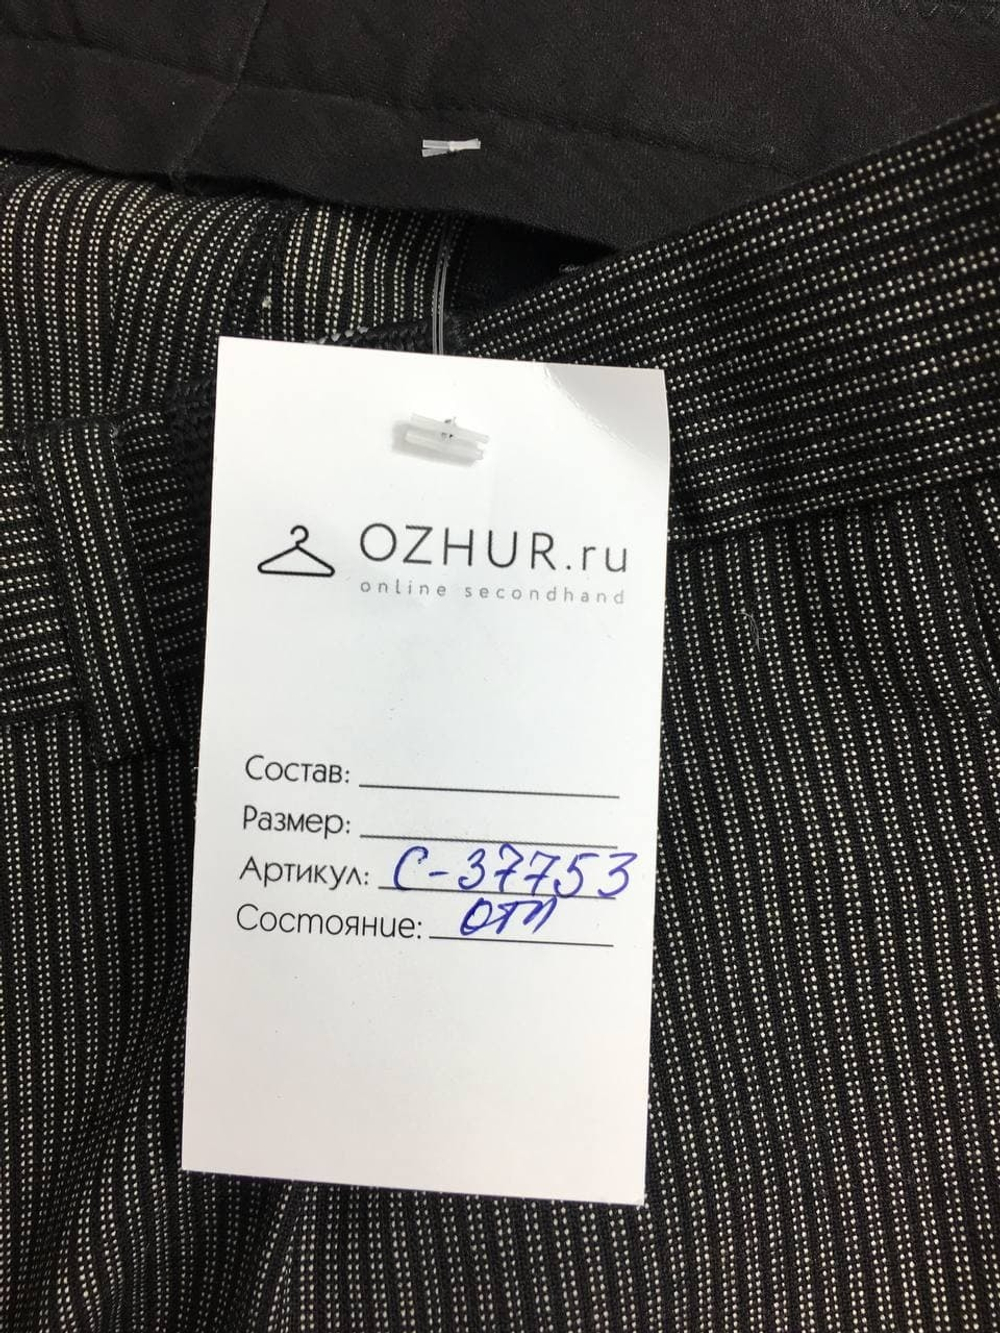 OZHUR.ru
online secondhand
Состав:
Размер:
Артикул: С-37753
Состояние: отл